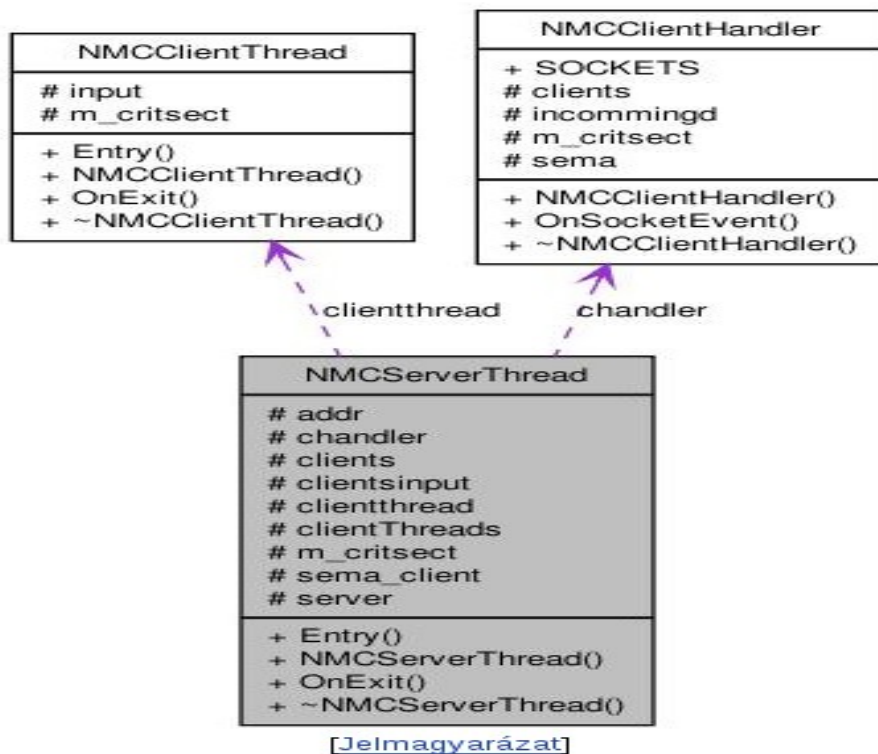 NMCClientThread
# input
# m_critsect
+ Entry()
+ NMCClientThread()
+ OnExit()
+ ~NMCClientThread()
NMCClientHandler
+ SOCKETS
# clients
# incommingd
# m_critsect
# sema
+ NMCClientHandler()
+ OnSocketEvent()
+ ~NMCClientHandler()
clientthread
chandler
NMCServerThread
# addr
# chandler
# clients
# clientsinput
# clientthread
# clientThreads
# m_critsect
# sema_client
# server
+ Entry()
+ NMCServerThread()
+ OnExit()
+ ~NMCServerThread()
[Jelmagyarázat]